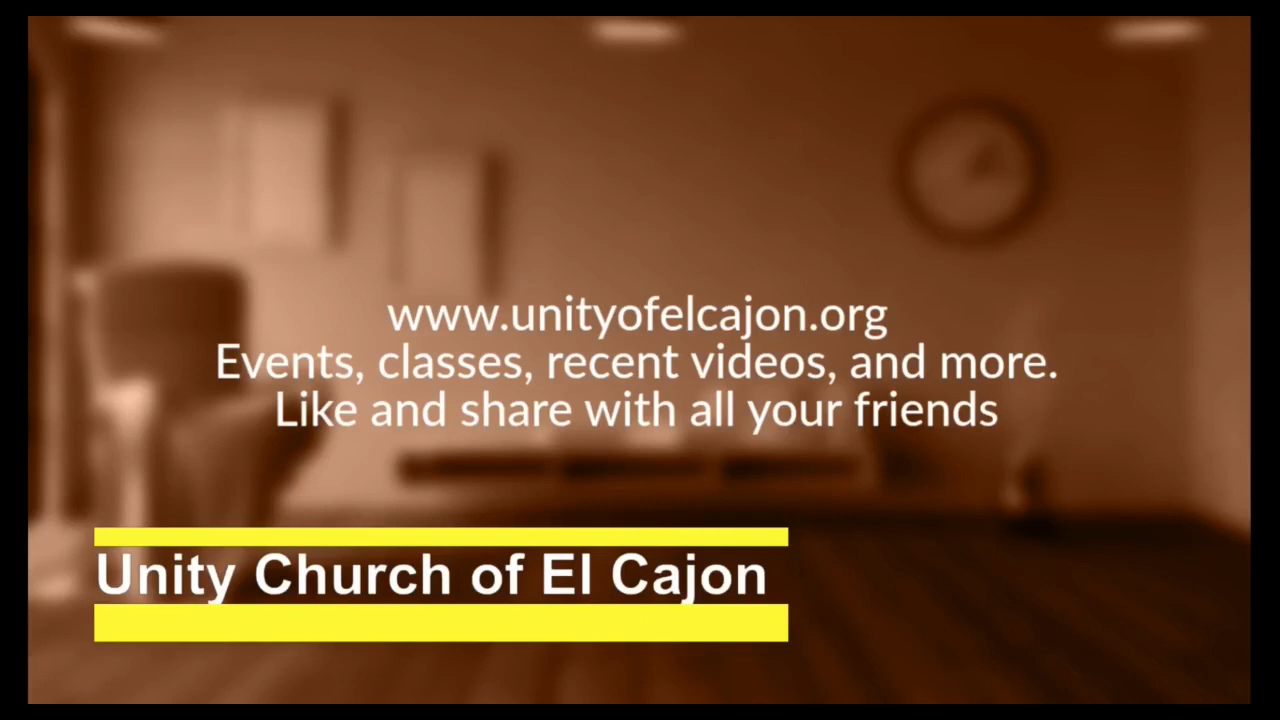 www.unityofelcajon.org
Events, classes, recent videos, and more.
Like and share with all your friends
Unity Church of El Cajon